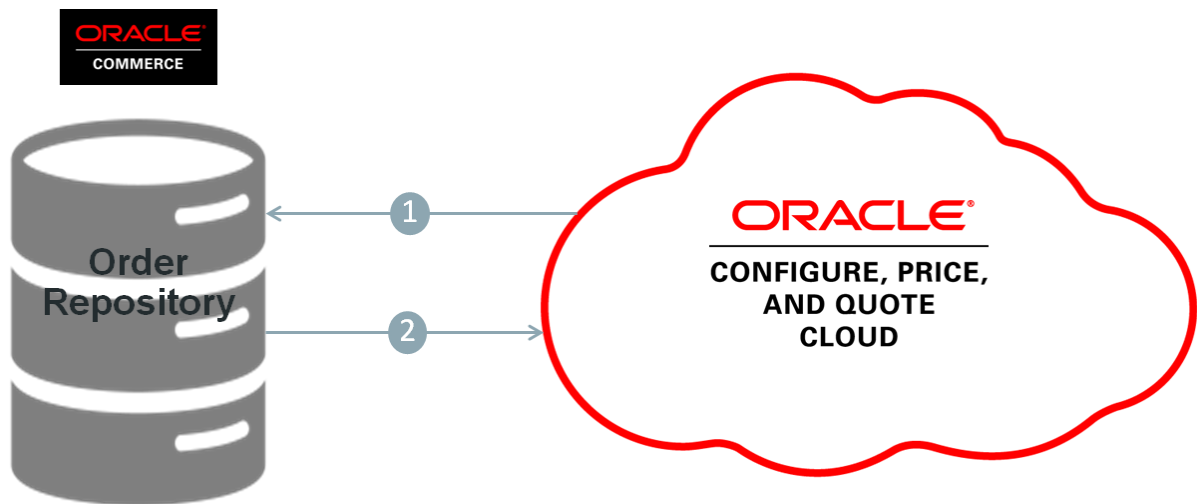 ORACLE®
COMMERCE
Order
Repository
1
2
ORACLE®
CONFIGURE, PRICE,
AND QUOTE
CLOUD